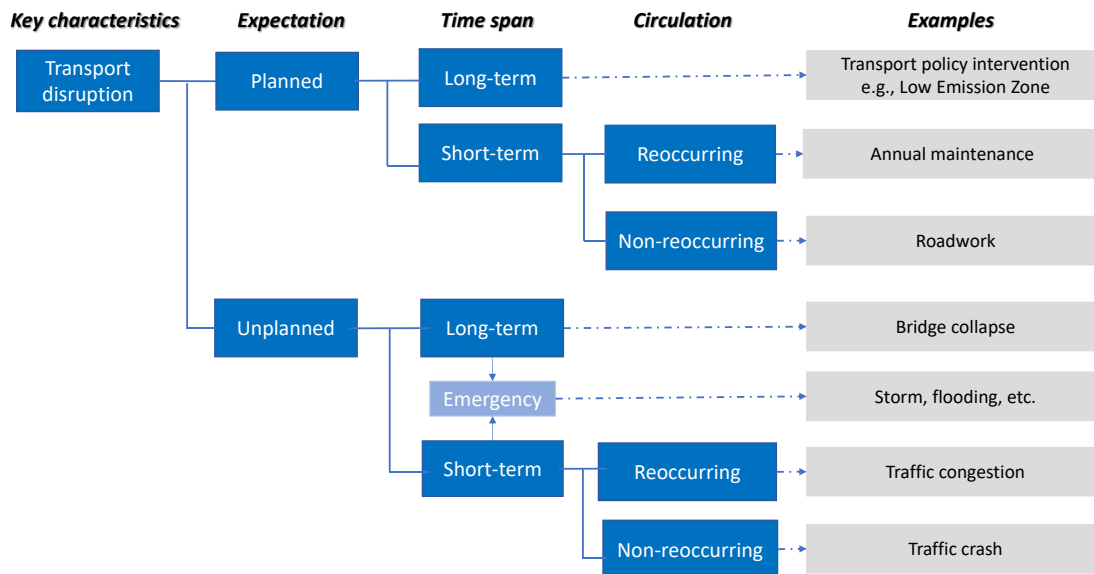 Key characteristics
Expectation
Time span
Circulation
Examples
Transport
disruption
Planned
Long-term
Transport policy intervention
e.g., Low Emission Zone
Short-term
Reoccurring
Annual maintenance
Non-reoccurring
Roadwork
Unplanned
Long-term
Bridge collapse
Emergency
Storm, flooding, etc.
Short-term
Reoccurring
Traffic congestion
Non-reoccurring
Traffic crash